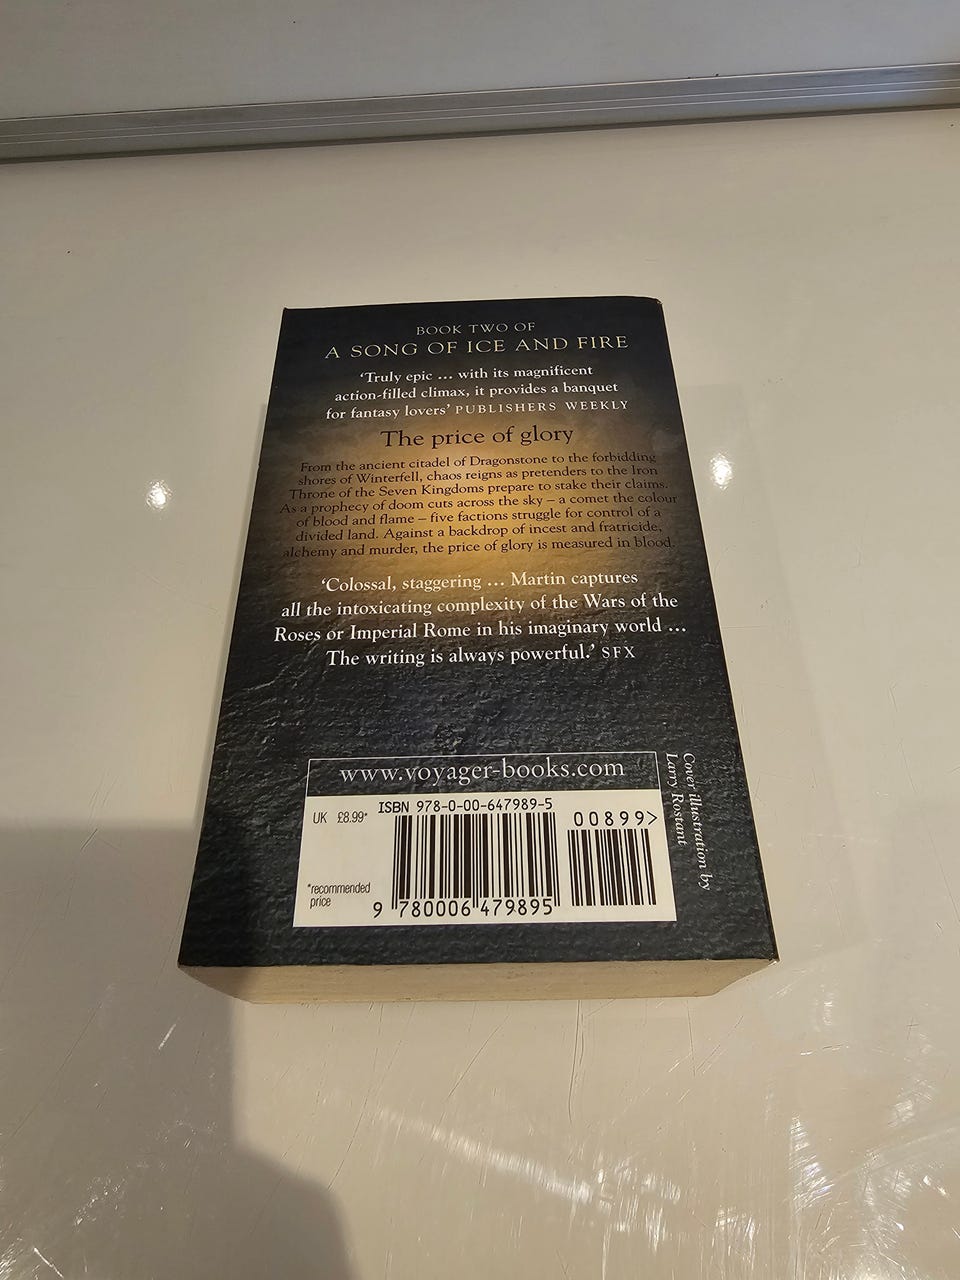 BOOK TWO OF
A SONG OF ICE AND FIRE
‘Truly epic ... with its magnificent
action-filled climax, it provides a banquet
for fantasy lovers’ PUBLISHERS WEEKLY
The price of glory
From the ancient citadel of Dragonstone to the forbidding
shores of Winterfell, chaos reigns as pretenders to the Iron
Throne of the Seven Kingdoms prepare to stake their claims.
As a prophecy of doom cuts across the sky – a comet the colour
of blood and flame – five factions struggle for control of a
divided land. Against a backdrop of incest and fratricide,
alchemy and murder, the price of glory is measured in blood.
‘Colossal, staggering ... Martin captures
all the intoxicating complexity of the Wars of the
Roses or Imperial Rome in his imaginary world ...
The writing is always powerful.’ SFX
www.voyager-books.com
ISBN 978-0-00-647989-5
UK £8.99*
00899>
*recommended
price
9 780006 479895
Cover illustration by
Larry Rostant